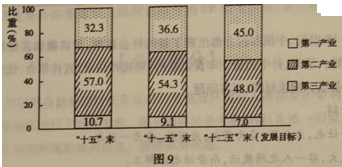 比重(%)
100
80
60
40
20
0
32.3
36.6
45.0
57.0
54.3
48.0
10.7
9.1
7.0
第一产业
第二产业
第三产业
“十五”末
“十一五”末
“十二五”末 (发展目标)
图9